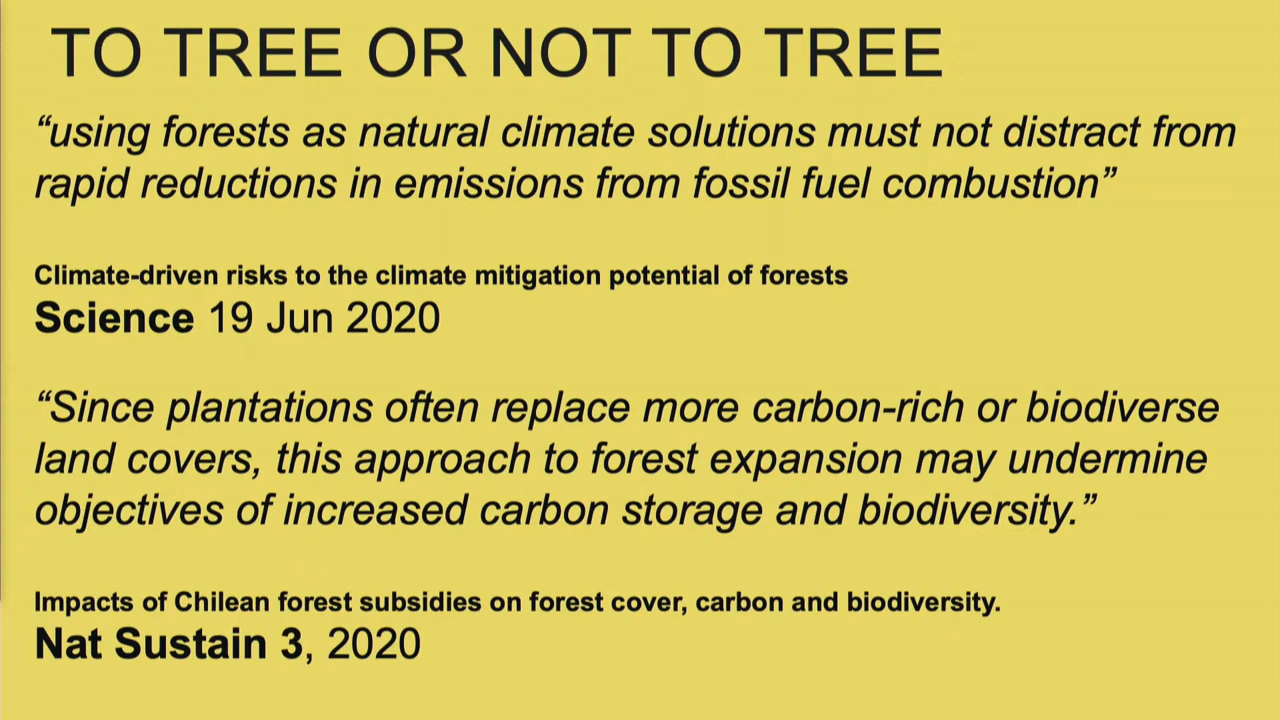 TO TREE OR NOT TO TREE
“using forests as natural climate solutions must not distract from
rapid reductions in emissions from fossil fuel combustion”
Climate-driven risks to the climate mitigation potential of forests
Science 19 Jun 2020
“Since plantations often replace more carbon-rich or biodiverse
land covers, this approach to forest expansion may undermine
objectives of increased carbon storage and biodiversity.”
Impacts of Chilean forest subsidies on forest cover, carbon and biodiversity.
Nat Sustain 3, 2020